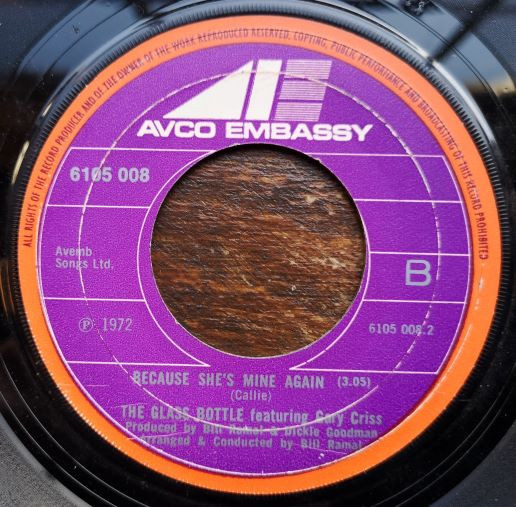 ALL RIGHTS OF THE RECORD PRODUCER AND OF THE OWNER OF THE WORK REPRODUCED RESERVED, COPYING, PUBLIC PERFORMANCE AND BROADCASTING OF THIS RECORD PROHIBITED
AVCO EMBASSY
6105 008
Avemb
Songs Ltd.
B
℗ 1972
6105 008.2
BECAUSE SHE'S MINE AGAIN (3.05)
(Callie)
THE GLASS BOTTLE featuring Gary Criss
Produced by Bill Ramal & Dickie Goodman
Arranged & Conducted by Bill Ramal